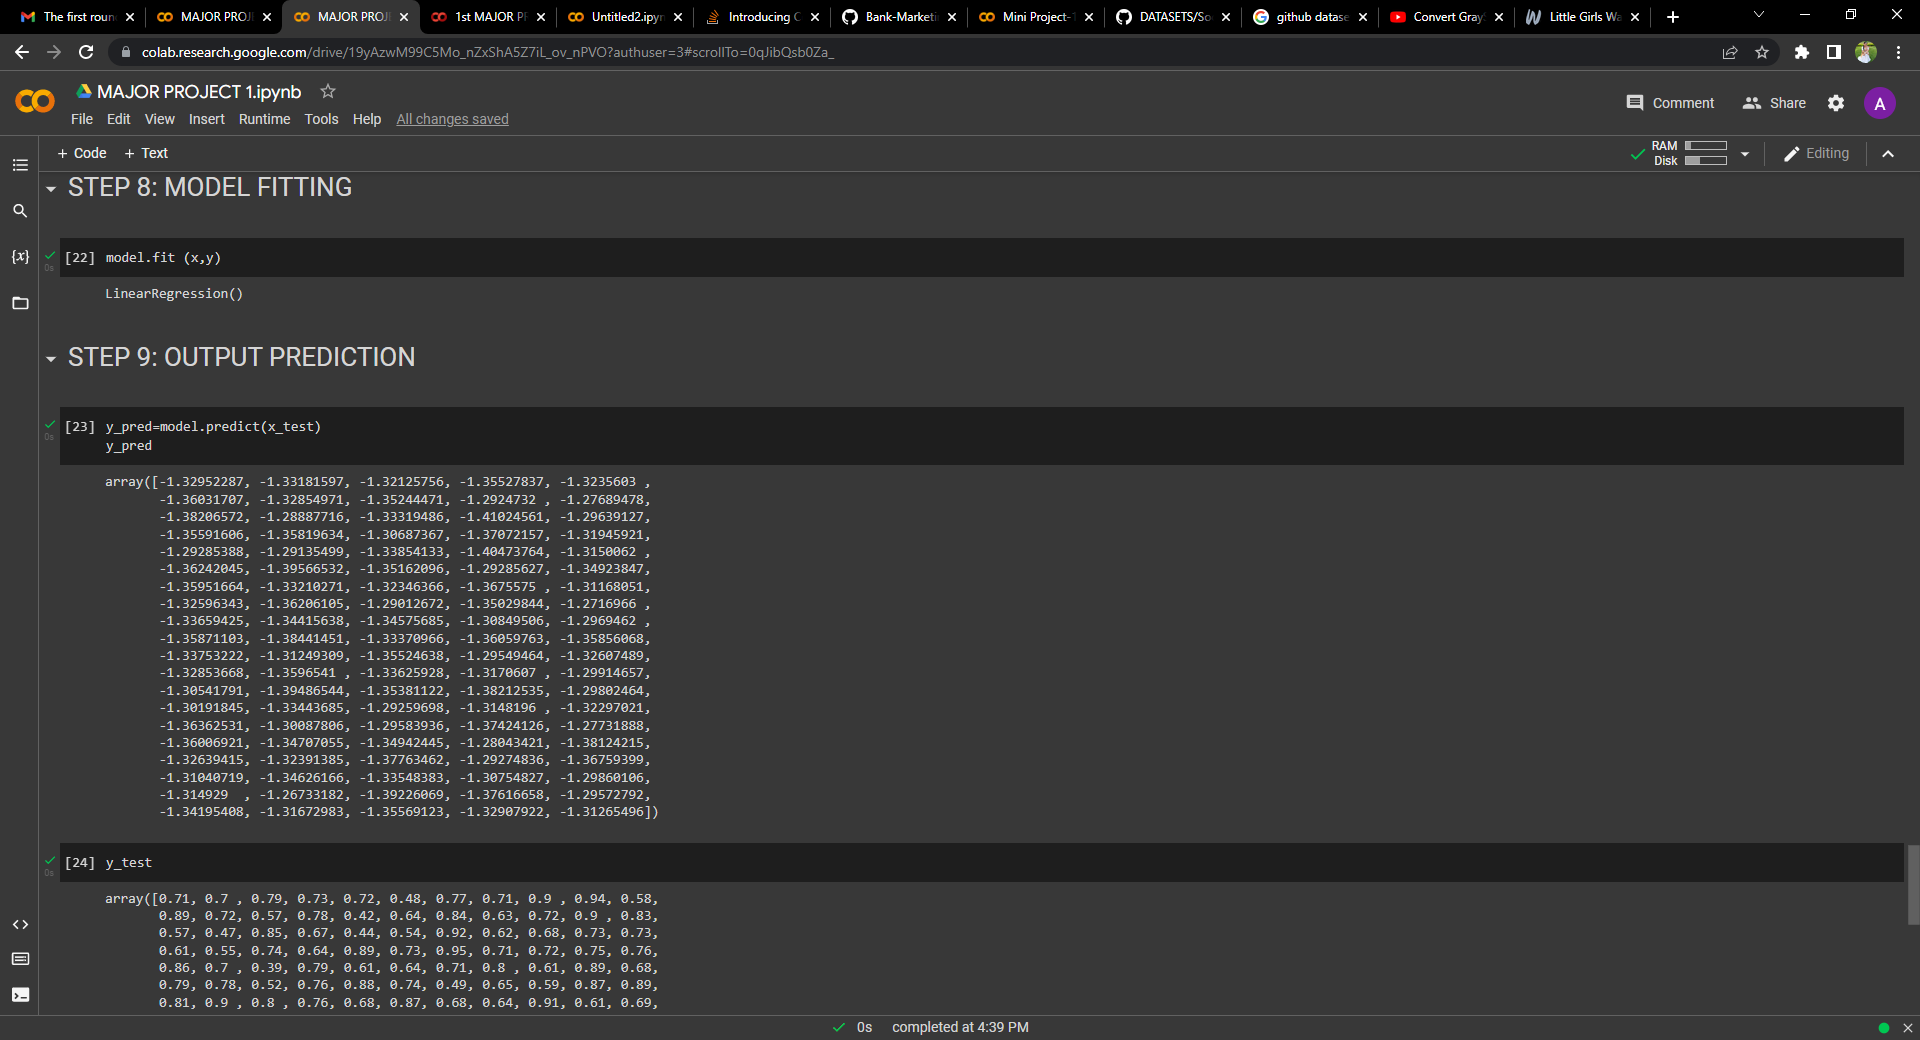 The first roun
MAJOR PROJ
MAJOR PROJ
1st MAJOR P
Untitled2.ipyn
Introducing C
Bank-Marketi
Mini Project-
DATASETS/So
github datase
Convert Gray
Little Girls Wa
colab.research.google.com/drive/19yAzwM99C5Mo_nZxShA5Z7iL_ov_nPVO?authuser=3#scrollTo=0qJibQsb0Za_
MAJOR PROJECT 1.ipynb
Comment Share A
File Edit View Insert Runtime Tools Help All changes saved
+ Code + Text
RAM
Disk
Editing
STEP 8: MODEL FITTING
{x}
[22] model.fit (x,y)
0s
LinearRegression()
STEP 9: OUTPUT PREDICTION
[23] y_pred=model.predict(x_test)
0s
y_pred
array([-1.32952287, -1.33181597, -1.32125756, -1.35527837, -1.3235603 ,
-1.36031707, -1.32854971, -1.35244471, -1.2924732 , -1.27689478,
-1.38206572, -1.28887716, -1.33319486, -1.41024561, -1.29639127,
-1.35591606, -1.35819634, -1.30687367, -1.37072157, -1.31945921,
-1.29285388, -1.29135499, -1.33854133, -1.40473764, -1.3150062 ,
-1.36242045, -1.39566532, -1.35162096, -1.29285627, -1.34923847,
-1.35951664, -1.33210271, -1.32346366, -1.3675575 , -1.31168051,
-1.32596343, -1.36206105, -1.29012672, -1.35029844, -1.2716966 ,
-1.33659425, -1.34415638, -1.34575685, -1.30849506, -1.2969462 ,
-1.35871103, -1.38441451, -1.33370966, -1.36059763, -1.35856068,
-1.33753222, -1.31249309, -1.35524638, -1.29549464, -1.32607489,
-1.32853668, -1.3596541 , -1.33625928, -1.3170607 , -1.29914657,
-1.30541791, -1.39486544, -1.35381122, -1.38212535, -1.29802464,
-1.30191845, -1.33443685, -1.29259698, -1.3148196 , -1.32297021,
-1.36362531, -1.30087806, -1.29583936, -1.37424126, -1.27731888,
-1.36006921, -1.34707055, -1.34942445, -1.28043421, -1.38124215,
-1.32639415, -1.32391385, -1.37763462, -1.29274836, -1.36759399,
-1.31040719, -1.34626166, -1.33548383, -1.30754827, -1.29860106,
-1.314929  , -1.26733182, -1.39226069, -1.37616658, -1.29572792,
-1.34195408, -1.31672983, -1.35569123, -1.32907922, -1.31265496])
[24] y_test
0s
array([0.71, 0.7 , 0.79, 0.73, 0.72, 0.48, 0.77, 0.71, 0.9 , 0.94, 0.58,
0.89, 0.72, 0.57, 0.78, 0.42, 0.64, 0.84, 0.63, 0.72, 0.9 , 0.83,
0.57, 0.47, 0.85, 0.67, 0.44, 0.54, 0.92, 0.62, 0.68, 0.73, 0.73,
0.61, 0.55, 0.74, 0.64, 0.89, 0.73, 0.95, 0.71, 0.72, 0.75, 0.76,
0.86, 0.7 , 0.39, 0.79, 0.61, 0.64, 0.71, 0.8 , 0.61, 0.89, 0.68,
0.79, 0.78, 0.52, 0.76, 0.88, 0.74, 0.49, 0.65, 0.59, 0.87, 0.89,
0.81, 0.9 , 0.8 , 0.76, 0.68, 0.87, 0.68, 0.64, 0.91, 0.61, 0.69,
0s completed at 4:39 PM